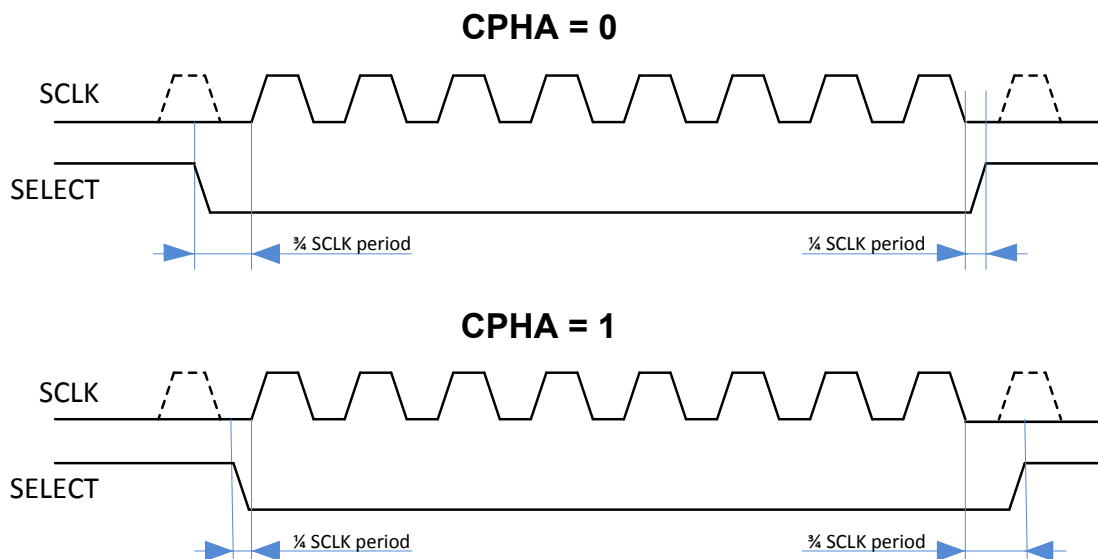 CPHA = 0
SCLK
SELECT
¾ SCLK period
¼ SCLK period
CPHA = 1
SCLK
SELECT
¼ SCLK period
¾ SCLK period